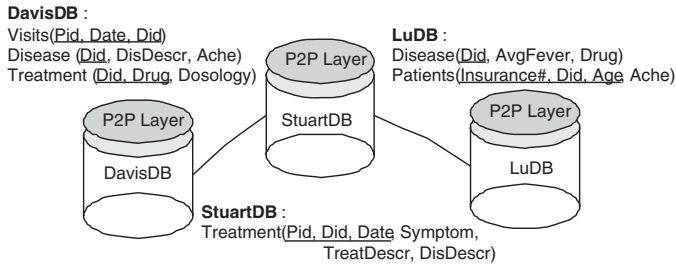 DavisDB :
Visits(Pid, Date, Did)
Disease (Did, DisDescr, Ache)
Treatment (Did, Drug, Dosology)
P2P Layer
DavisDB
P2P Layer
StuartDB
LuDB :
Disease(Did, AvgFever, Drug)
Patients(Insurance#, Did, Age, Ache)
P2P Layer
LuDB
StuartDB :
Treatment(Pid, Did, Date, Symptom,
TreatDescr, DisDescr)